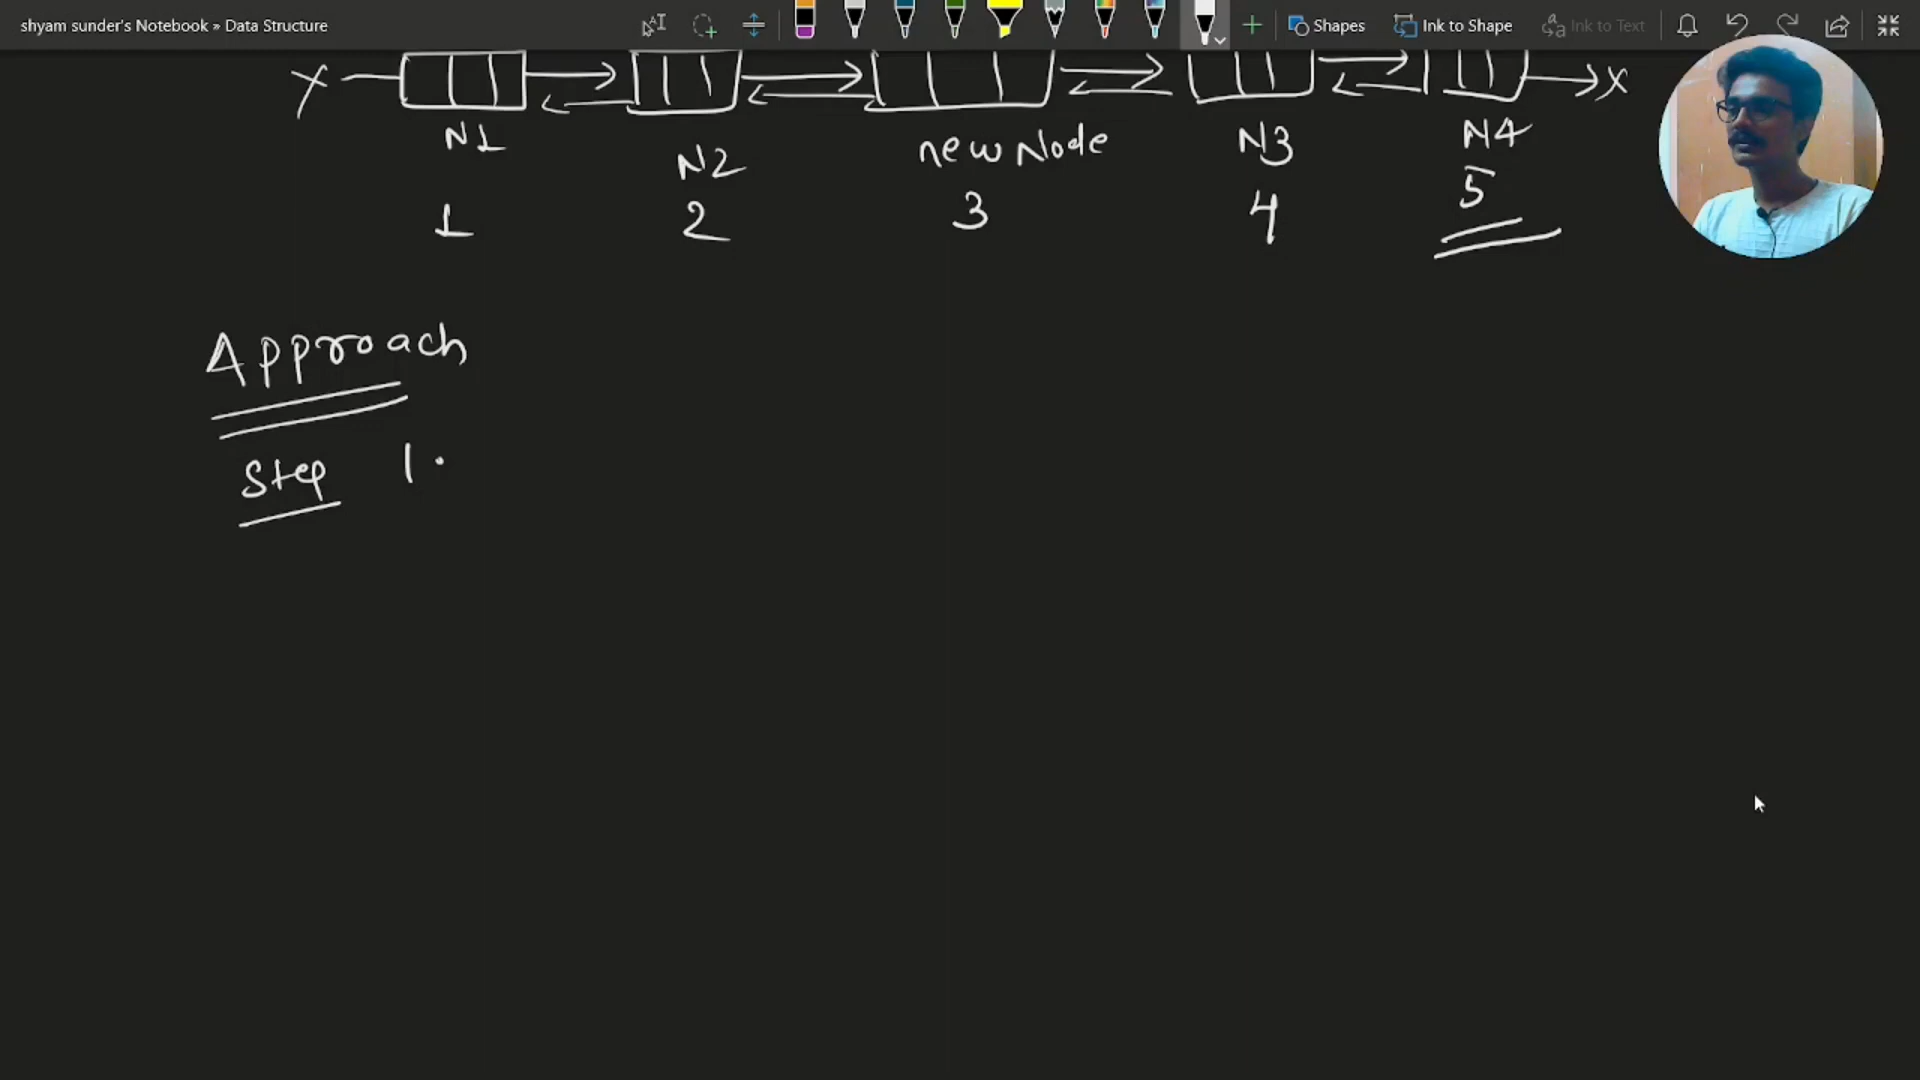 shyam sunder's Notebook » Data Structure
Shapes Ink to Shape Ink to Text
X X
N1 N2 new Node N3 N4
1 2 3 4 5
Approach
Step 1.